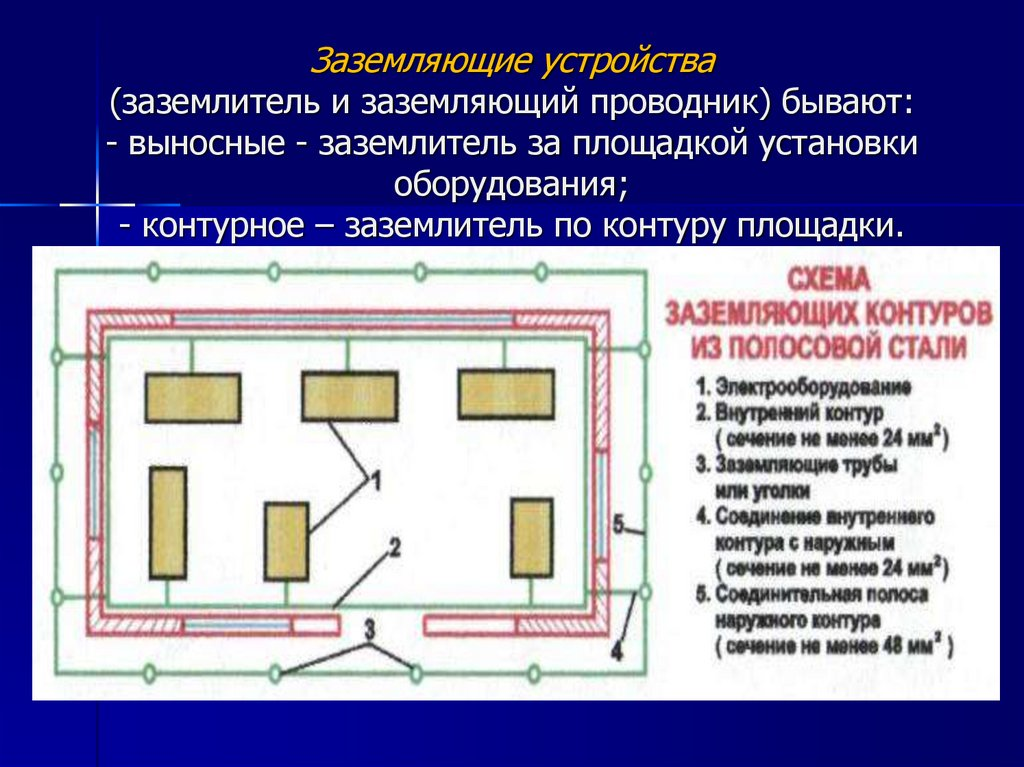 Заземляющие устройства
(заземлитель и заземляющий проводник) бывают:
- выносные - заземлитель за площадкой установки
оборудования;
- контурное – заземлитель по контуру площадки.
СХЕМА
ЗАЗЕМЛЯЮЩИХ КОНТУРОВ
ИЗ ПОЛОСОВОЙ СТАЛИ
1. Электрооборудование
2. Внутренний контур
( сечение не менее 24 мм²)
3. Заземляющие трубы
или уголки
4. Соединение внутреннего
контура с наружным
( сечение не менее 24 мм²)
5. Соединительная полоса
наружного контура
( сечение не менее 48 мм² )
1
2
3
4
5